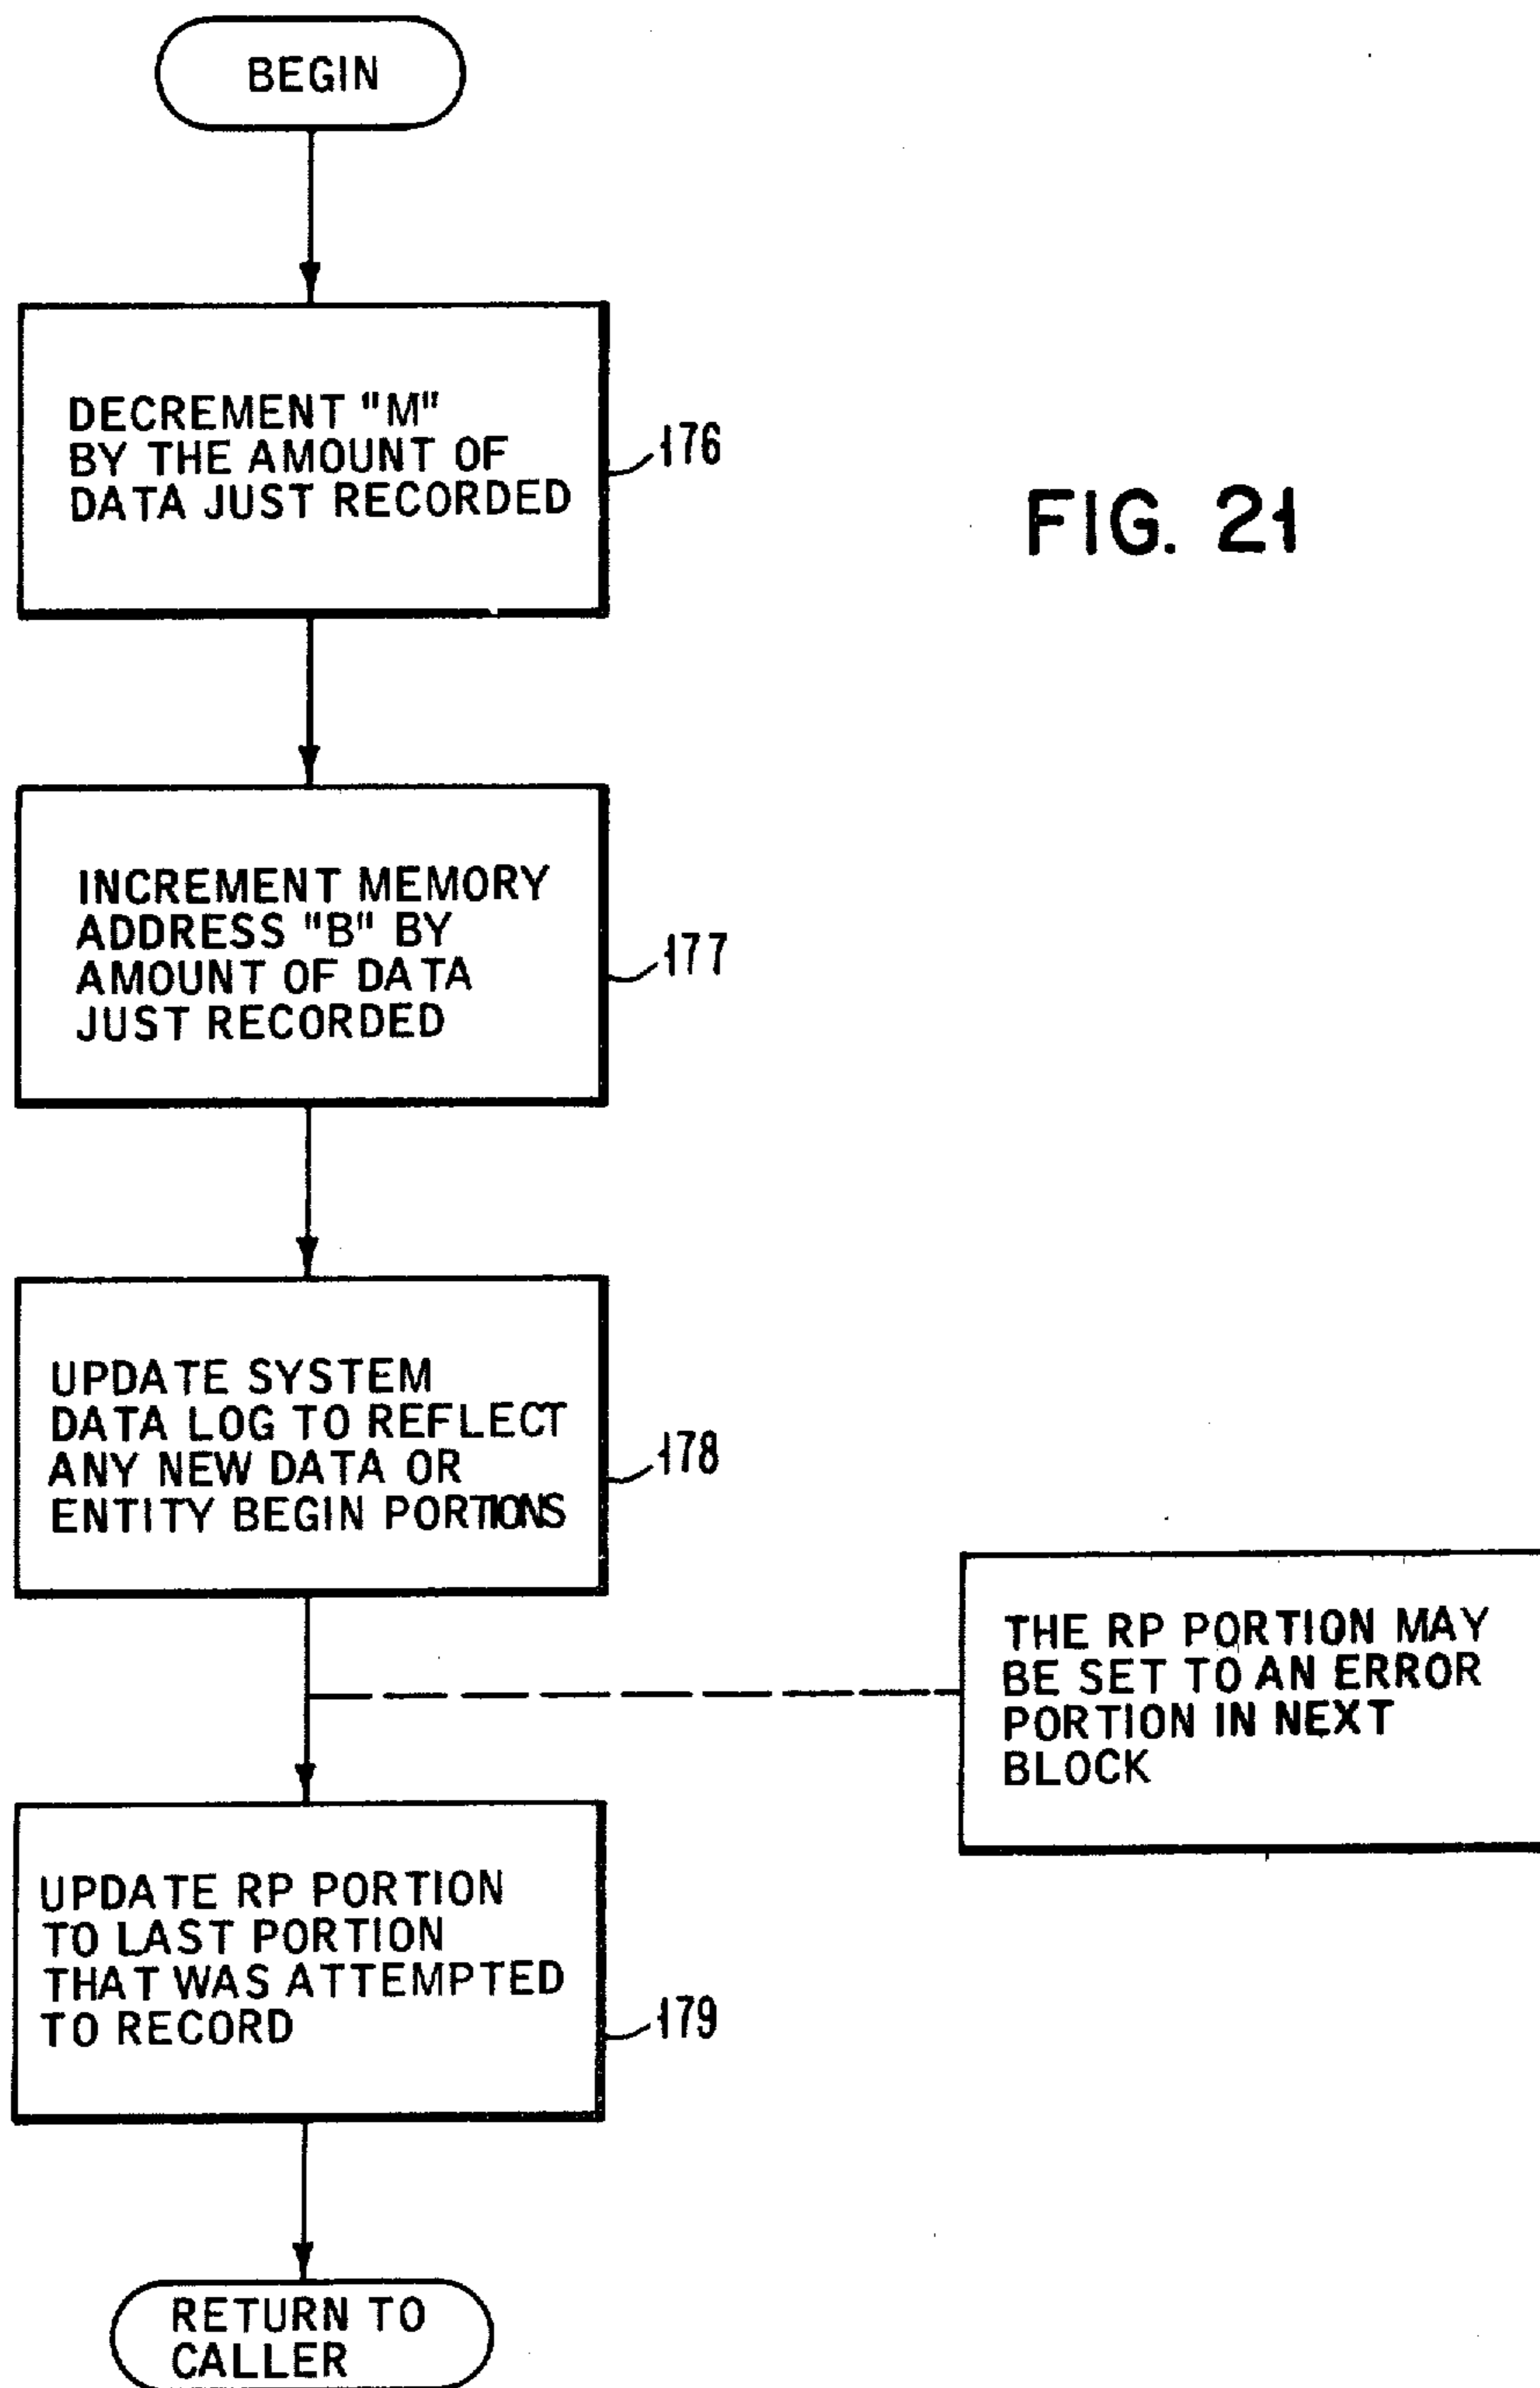 BEGIN
DECREMENT "M"
BY THE AMOUNT OF
DATA JUST RECORDED
176
FIG. 21
INCREMENT MEMORY
ADDRESS "B" BY
AMOUNT OF DATA
JUST RECORDED
177
UPDATE SYSTEM
DATA LOG TO REFLECT
ANY NEW DATA OR
ENTITY BEGIN PORTIONS
178
THE RP PORTION MAY
BE SET TO AN ERROR
PORTION IN NEXT
BLOCK
UPDATE RP PORTION
TO LAST PORTION
THAT WAS ATTEMPTED
TO RECORD
179
RETURN TO
CALLER